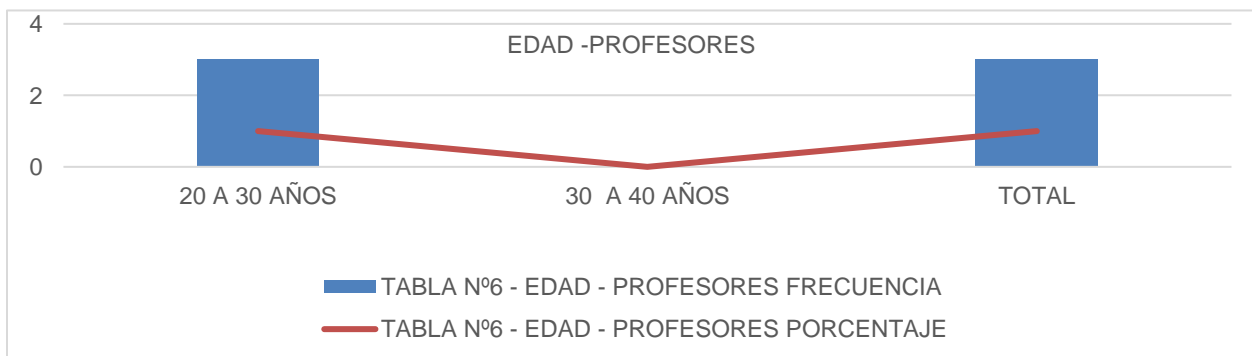 EDAD -PROFESORES
4
2
0
20 A 30 AÑOS
30 A 40 AÑOS
TOTAL
TABLA Nº6 - EDAD - PROFESORES FRECUENCIA
TABLA Nº6 - EDAD - PROFESORES PORCENTAJE